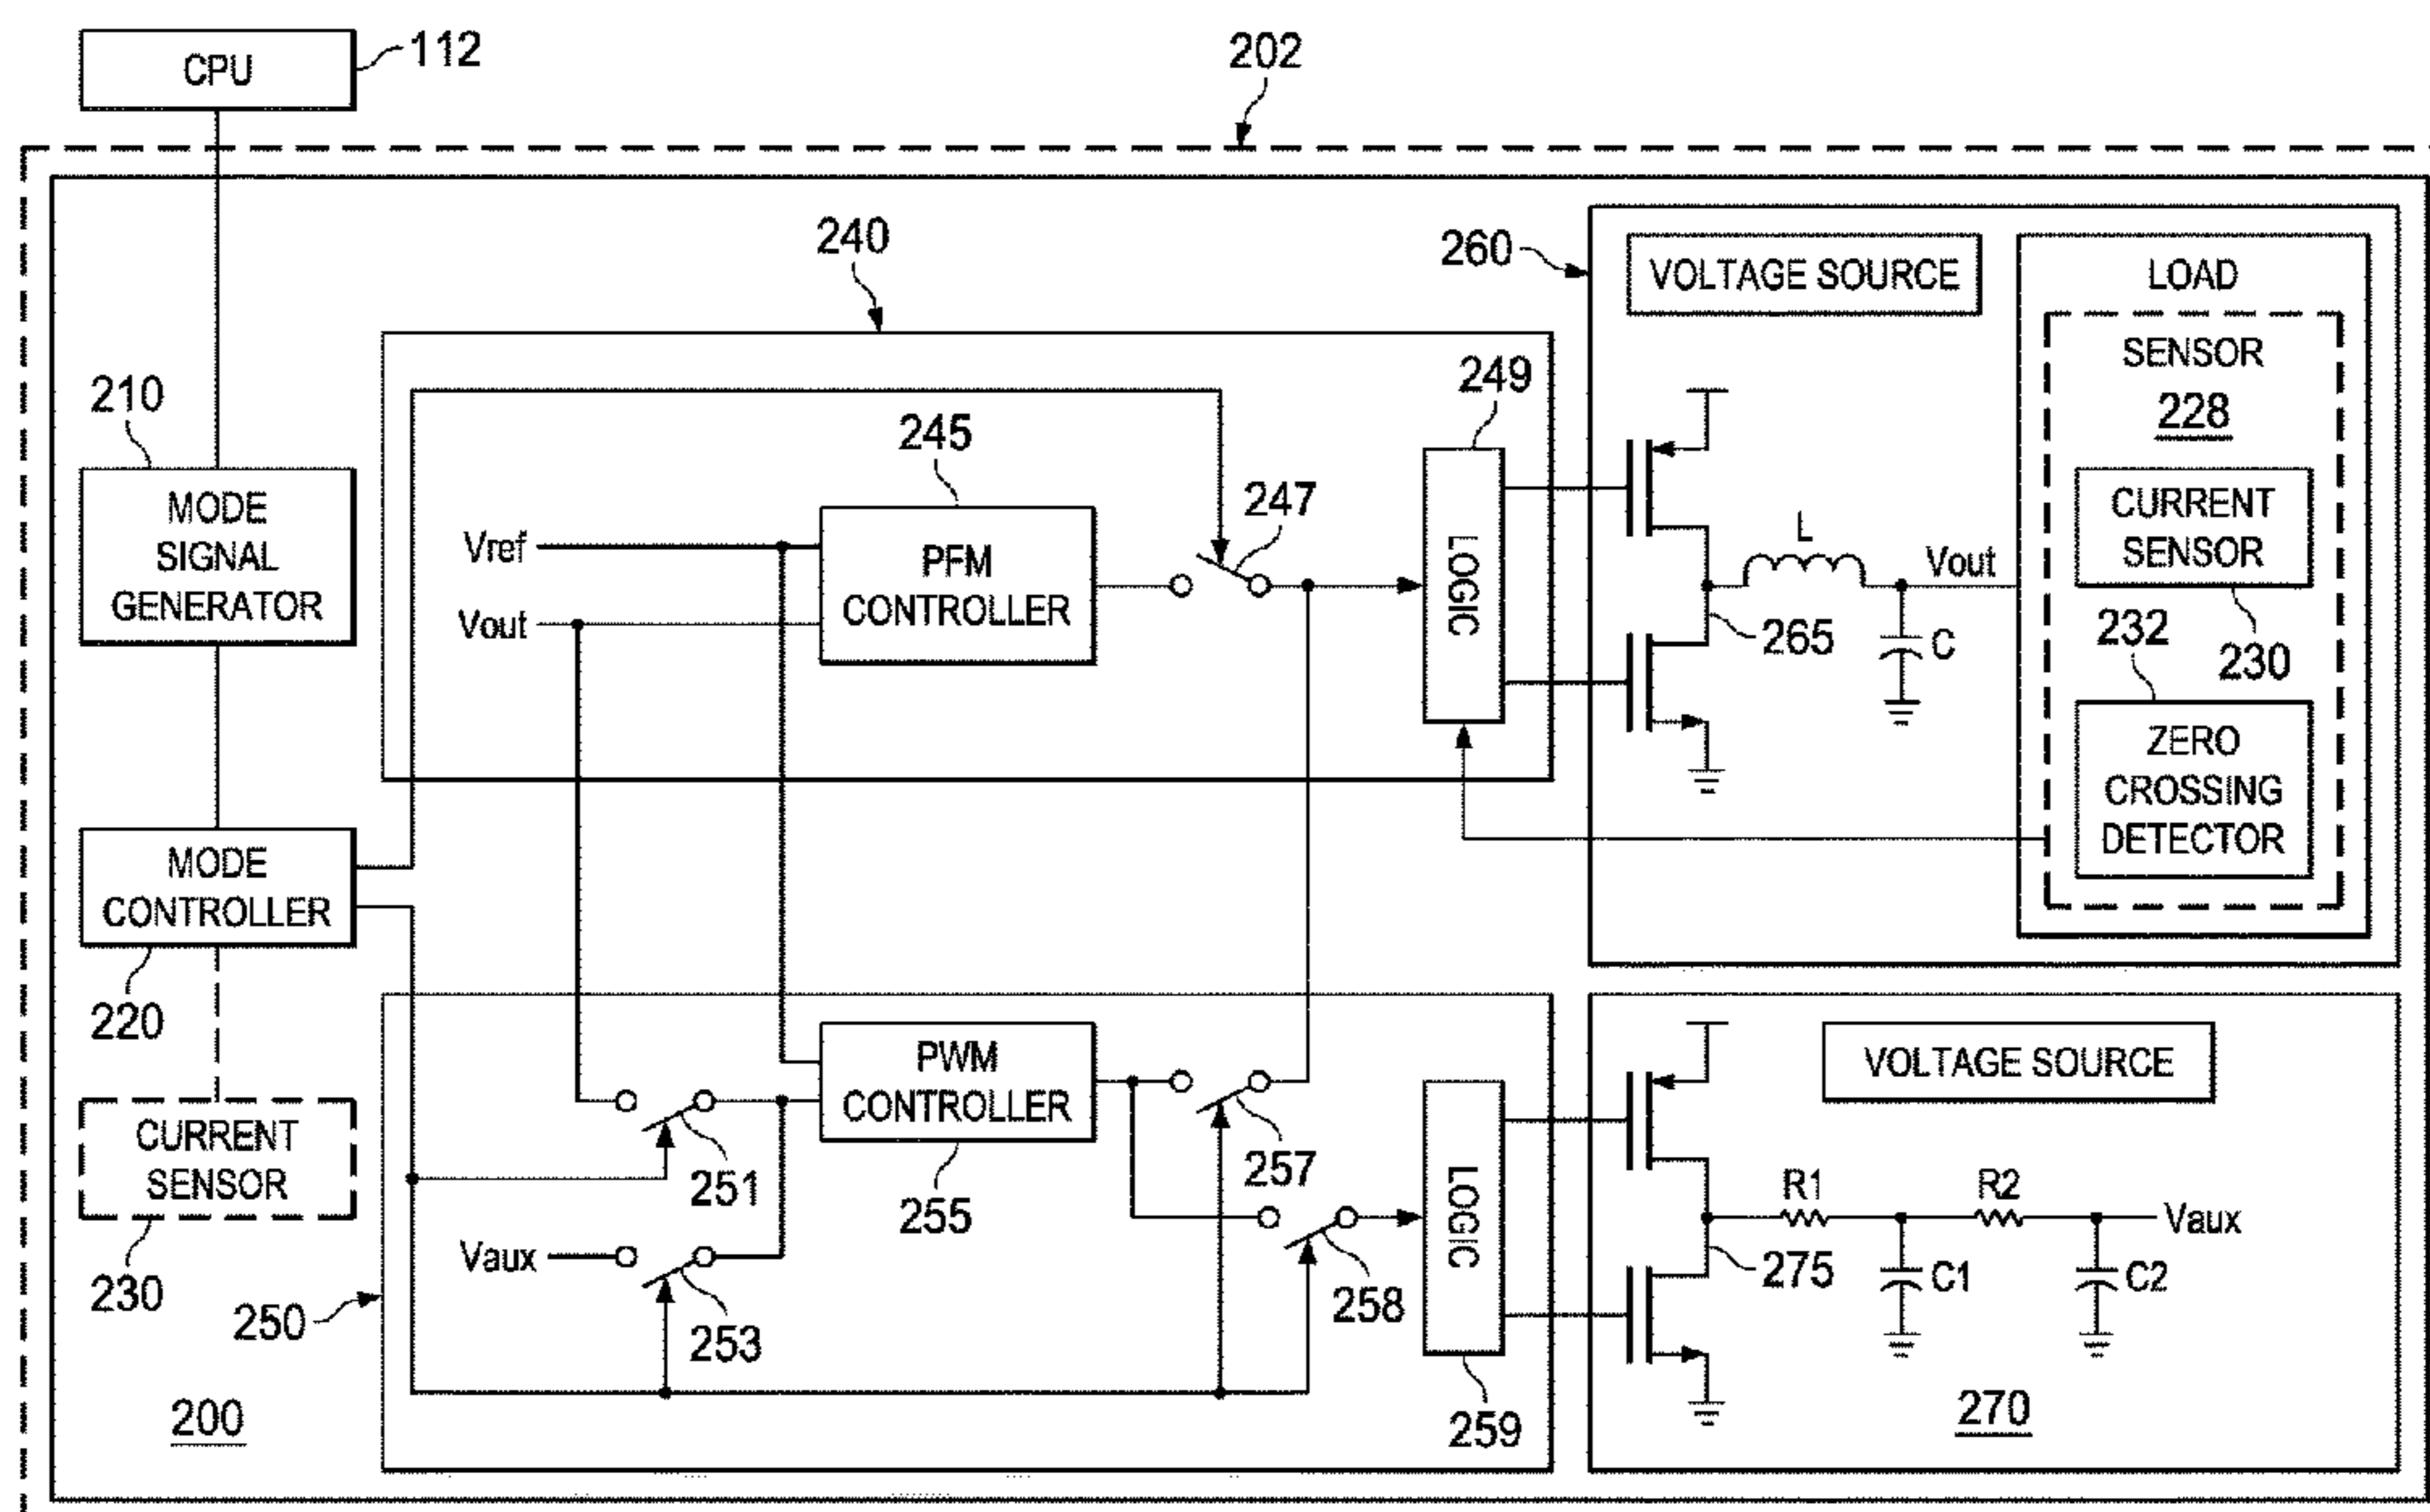 CPU
112
202
240
260
VOLTAGE SOURCE
LOAD
SENSOR
228
CURRENT
SENSOR
230
232
ZERO
CROSSING
DETECTOR
210
MODE
SIGNAL
GENERATOR
245
Vref
Vout
PFM
CONTROLLER
247
249
LOGIC
L
Vout
265
C
MODE
CONTROLLER
220
CURRENT
SENSOR
230
250
200
PWM
CONTROLLER
255
251
Vaux
253
257
258
LOGIC
259
VOLTAGE SOURCE
R1
R2
Vaux
275
C1
C2
270